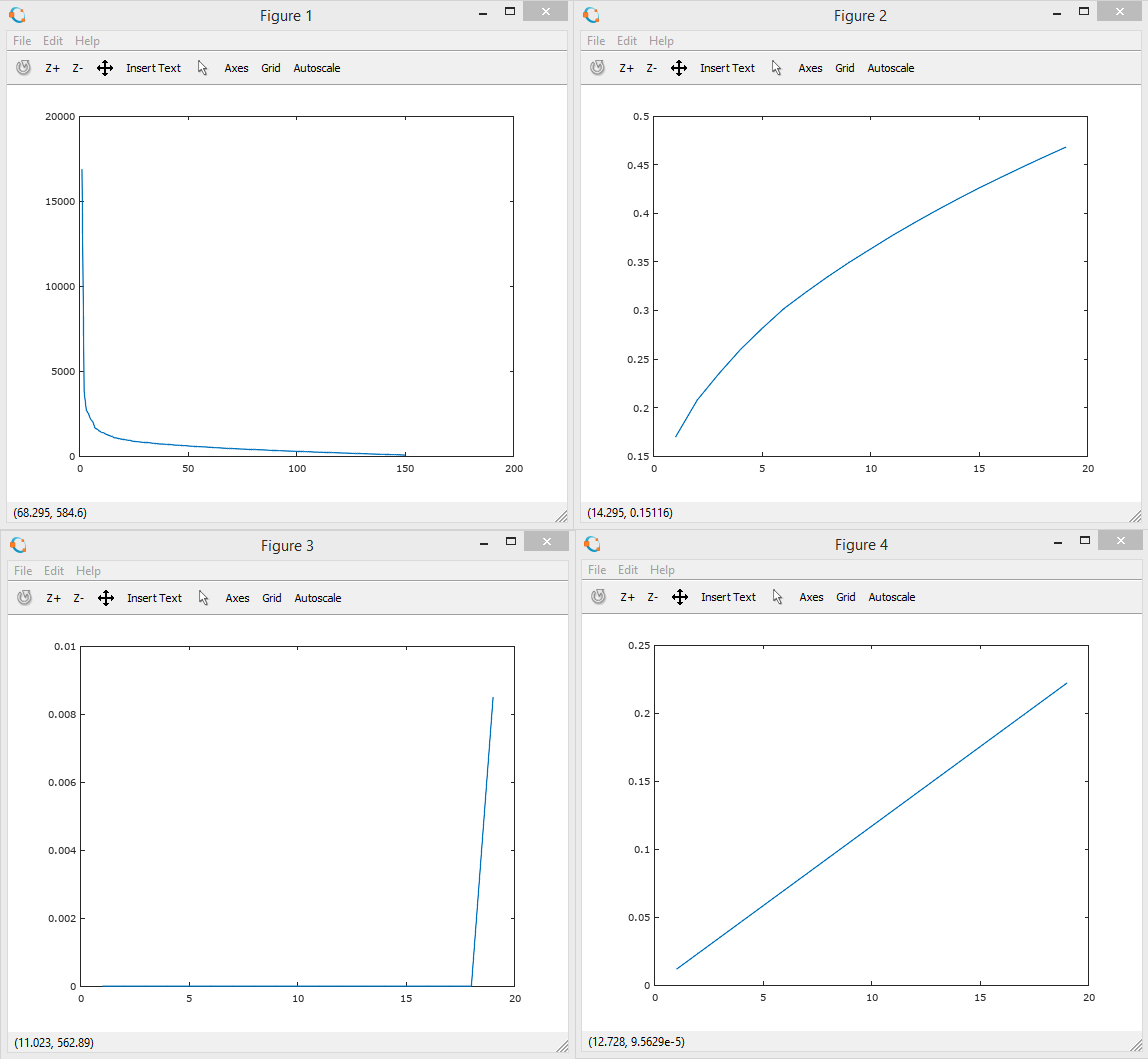 Figure 1
File Edit Help
Z+ Z- Insert Text Axes Grid Autoscale
20000
15000
10000
5000
0
0 50 100 150 200
(68.295, 584.6)
Figure 2
File Edit Help
Z+ Z- Insert Text Axes Grid Autoscale
0.5
0.45
0.4
0.35
0.3
0.25
0.2
0.15
0 5 10 15 20
(14.295, 0.15116)
Figure 3
File Edit Help
Z+ Z- Insert Text Axes Grid Autoscale
0.01
0.008
0.006
0.004
0.002
0
0 5 10 15 20
(11.023, 562.89)
Figure 4
File Edit Help
Z+ Z- Insert Text Axes Grid Autoscale
0.25
0.2
0.15
0.1
0.05
0
0 5 10 15 20
(12.728, 9.5629e-5)